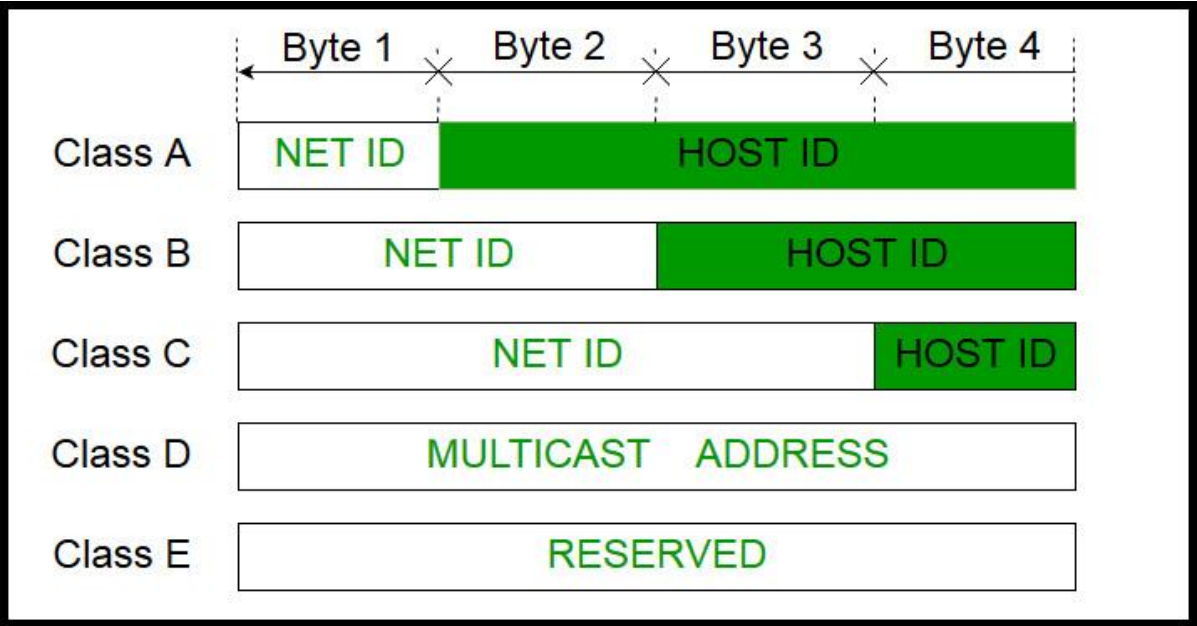 Byte 1 Byte 2 Byte 3 Byte 4
Class A NET ID HOST ID
Class B NET ID HOST ID
Class C NET ID HOST ID
Class D MULTICAST ADDRESS
Class E RESERVED